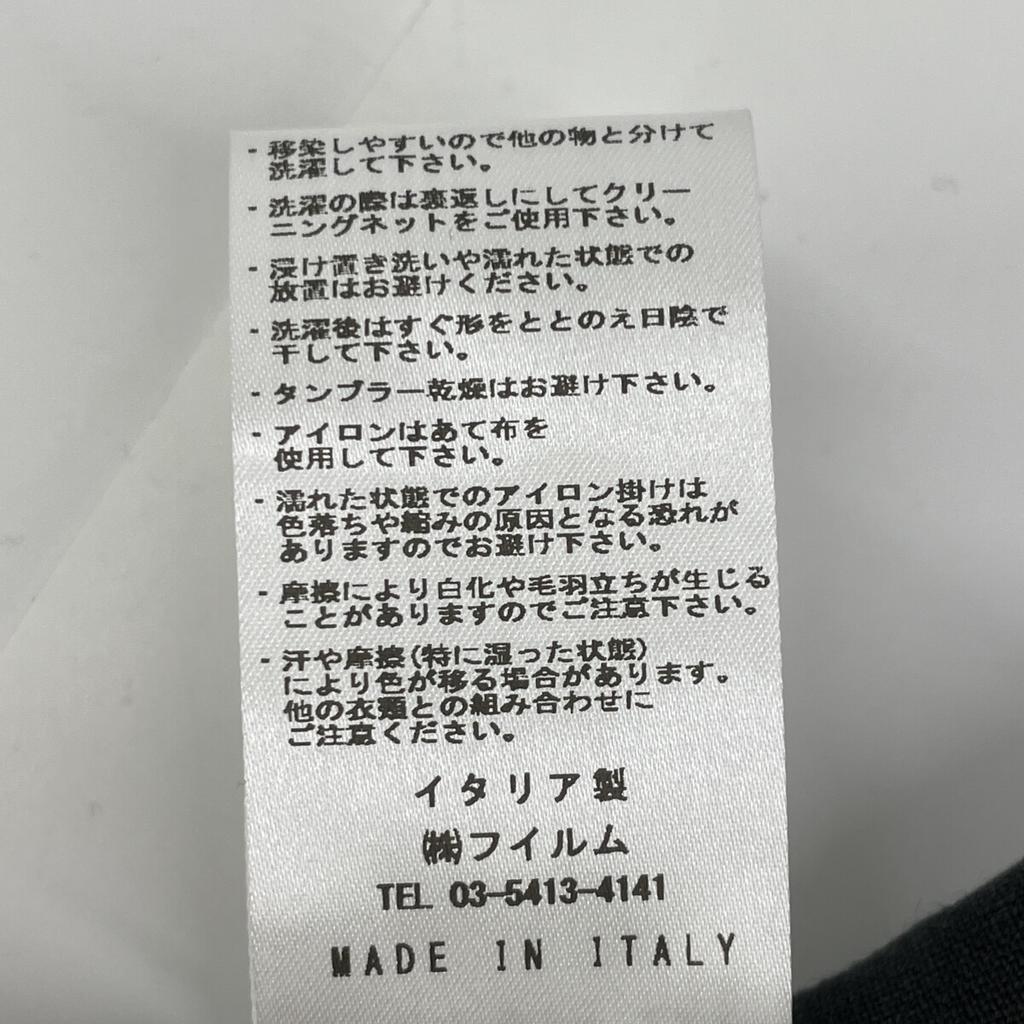 - 移染しやすいので他の物と分けて
洗濯して下さい。
- 洗濯の際は裏返しにしてクリー
ニングネットをご使用下さい。
- 浸け置き洗いや濡れた状態での
放置はお避けください。
- 洗濯後はすぐ形をととのえ日陰で
干して下さい。
- タンブラー乾燥はお避け下さい。
- アイロンはあて布を
使用して下さい。
- 濡れた状態でのアイロン掛けは
色落ちや縮みの原因となる恐れが
ありますのでお避け下さい。
- 摩擦により白化や毛羽立ちが生じる
ことがありますのでご注意下さい。
- 汗や摩擦(特に湿った状態)
により色が移る場合があります。
他の衣類との組み合わせに
ご注意ください。
イタリア製
㈱フイルム
TEL 03-5413-4141
MADE IN ITALY